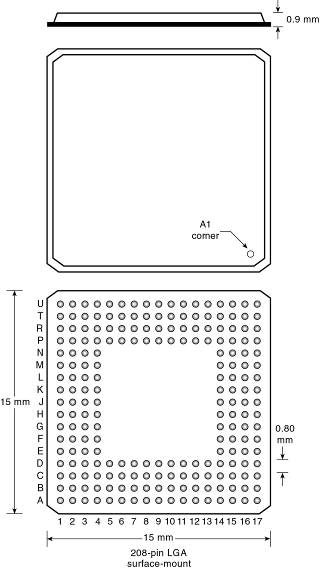 0.9 mm
A1
corner
U
T
R
P
N
M
L
K
J
H
G
F
E
D
C
B
A
15 mm
0.80
mm
1 2 3 4 5 6 7 8 9 10 11 12 13 14 15 16 17
15 mm
208-pin LGA
surface-mount